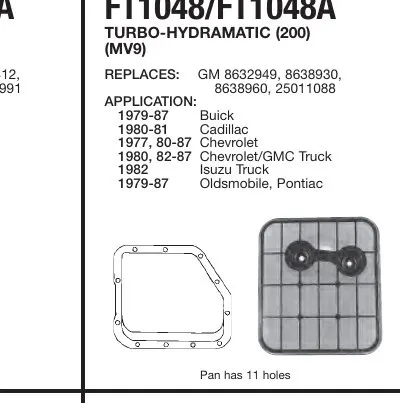 A
FT1048/FT1048A
TURBO-HYDRAMATIC (200)
(MV9)
12,
991
REPLACES: GM 8632949, 8638930,
8638960, 25011088
APPLICATION:
1979-87 Buick
1980-81 Cadillac
1977, 80-87 Chevrolet
1980, 82-87 Chevrolet/GMC Truck
1982 Isuzu Truck
1979-87 Oldsmobile, Pontiac
Pan has 11 holes